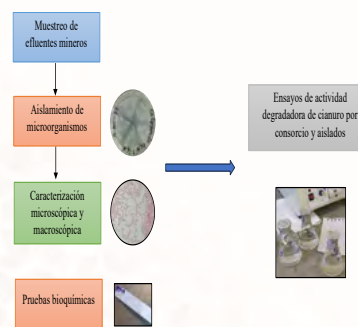 Muestreo de
efluentes mineros
Aislamiento de
microorganismos
Caracterización
microscópica y
macroscópica
Pruebas bioquímicas
Ensayos de actividad
degradadora de cianuro por
consorcio y aislados